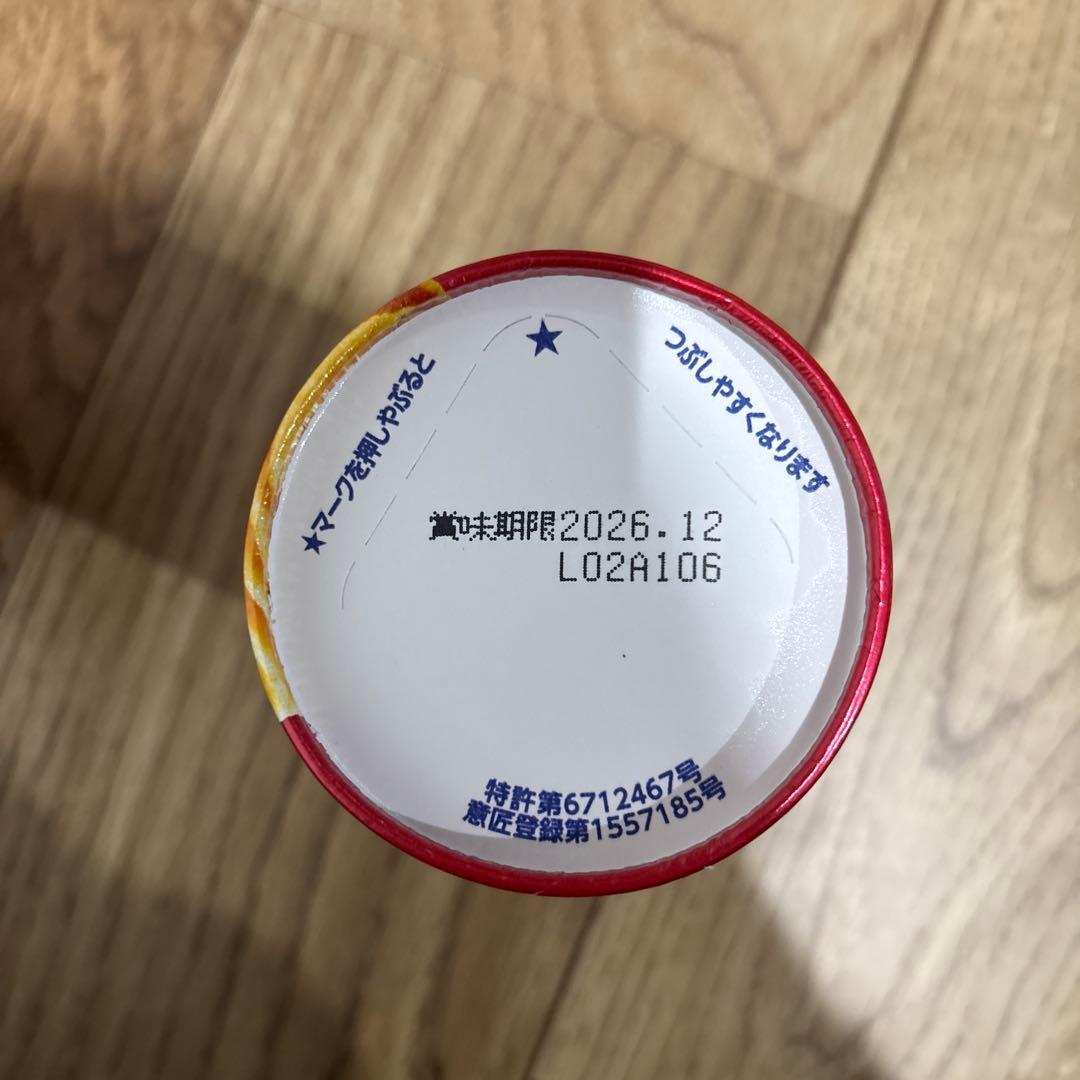 ★マークを押しやぶると
つぶしやすくなります
賞味期限2026.12
L02A106
特許第6712467号
意匠登録第1557185号